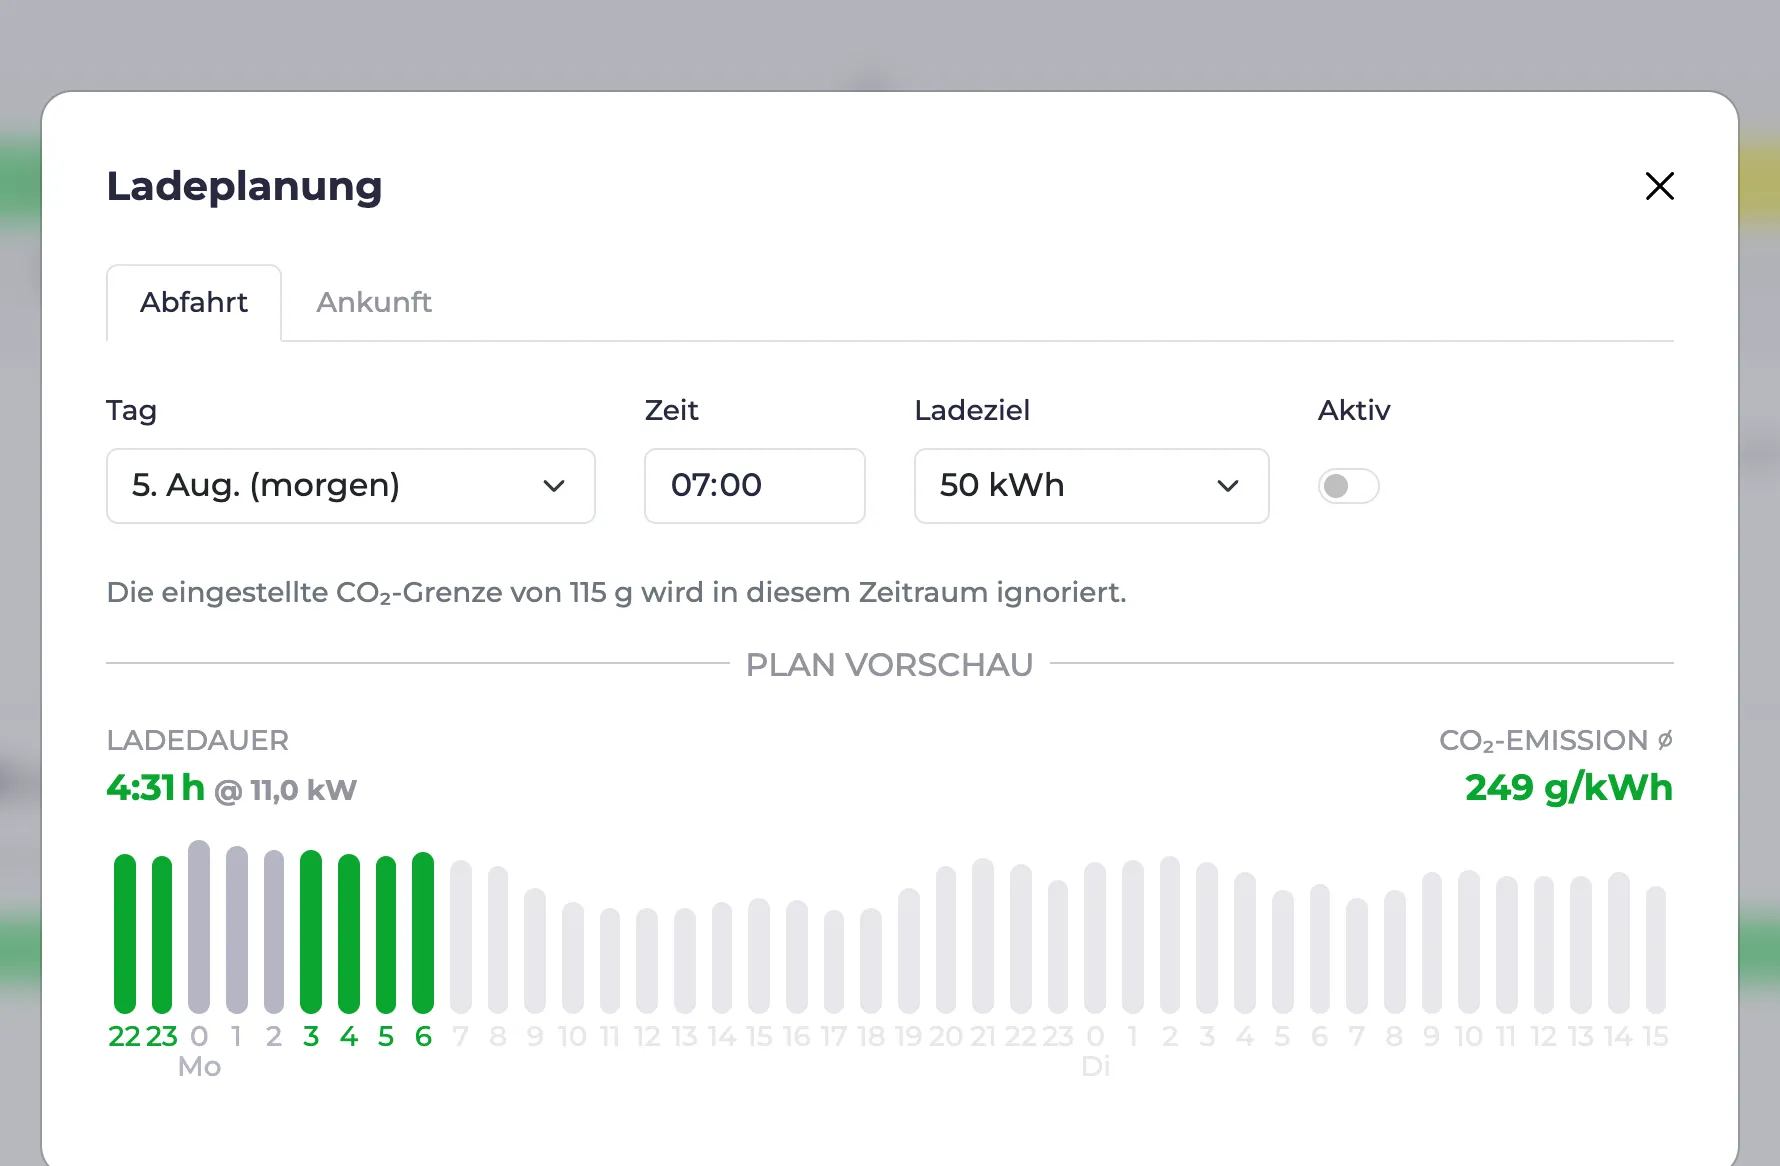 Ladeplanung
Abfahrt Ankunft
Tag Zeit Ladeziel Aktiv
5. Aug. (morgen) 07:00 50 kWh
Die eingestellte CO₂-Grenze von 115 g wird in diesem Zeitraum ignoriert.
PLAN VORSCHAU
LADEDAUER CO₂-EMISSION ⌀
4:31 h @ 11,0 kW 249 g/kWh
22 23 0 1 2 3 4 5 6 7 8 9 10 11 12 13 14 15 16 17 18 19 20 21 22 23 0 1 2 3 4 5 6 7 8 9 10 11 12 13 14 15
Mo Di